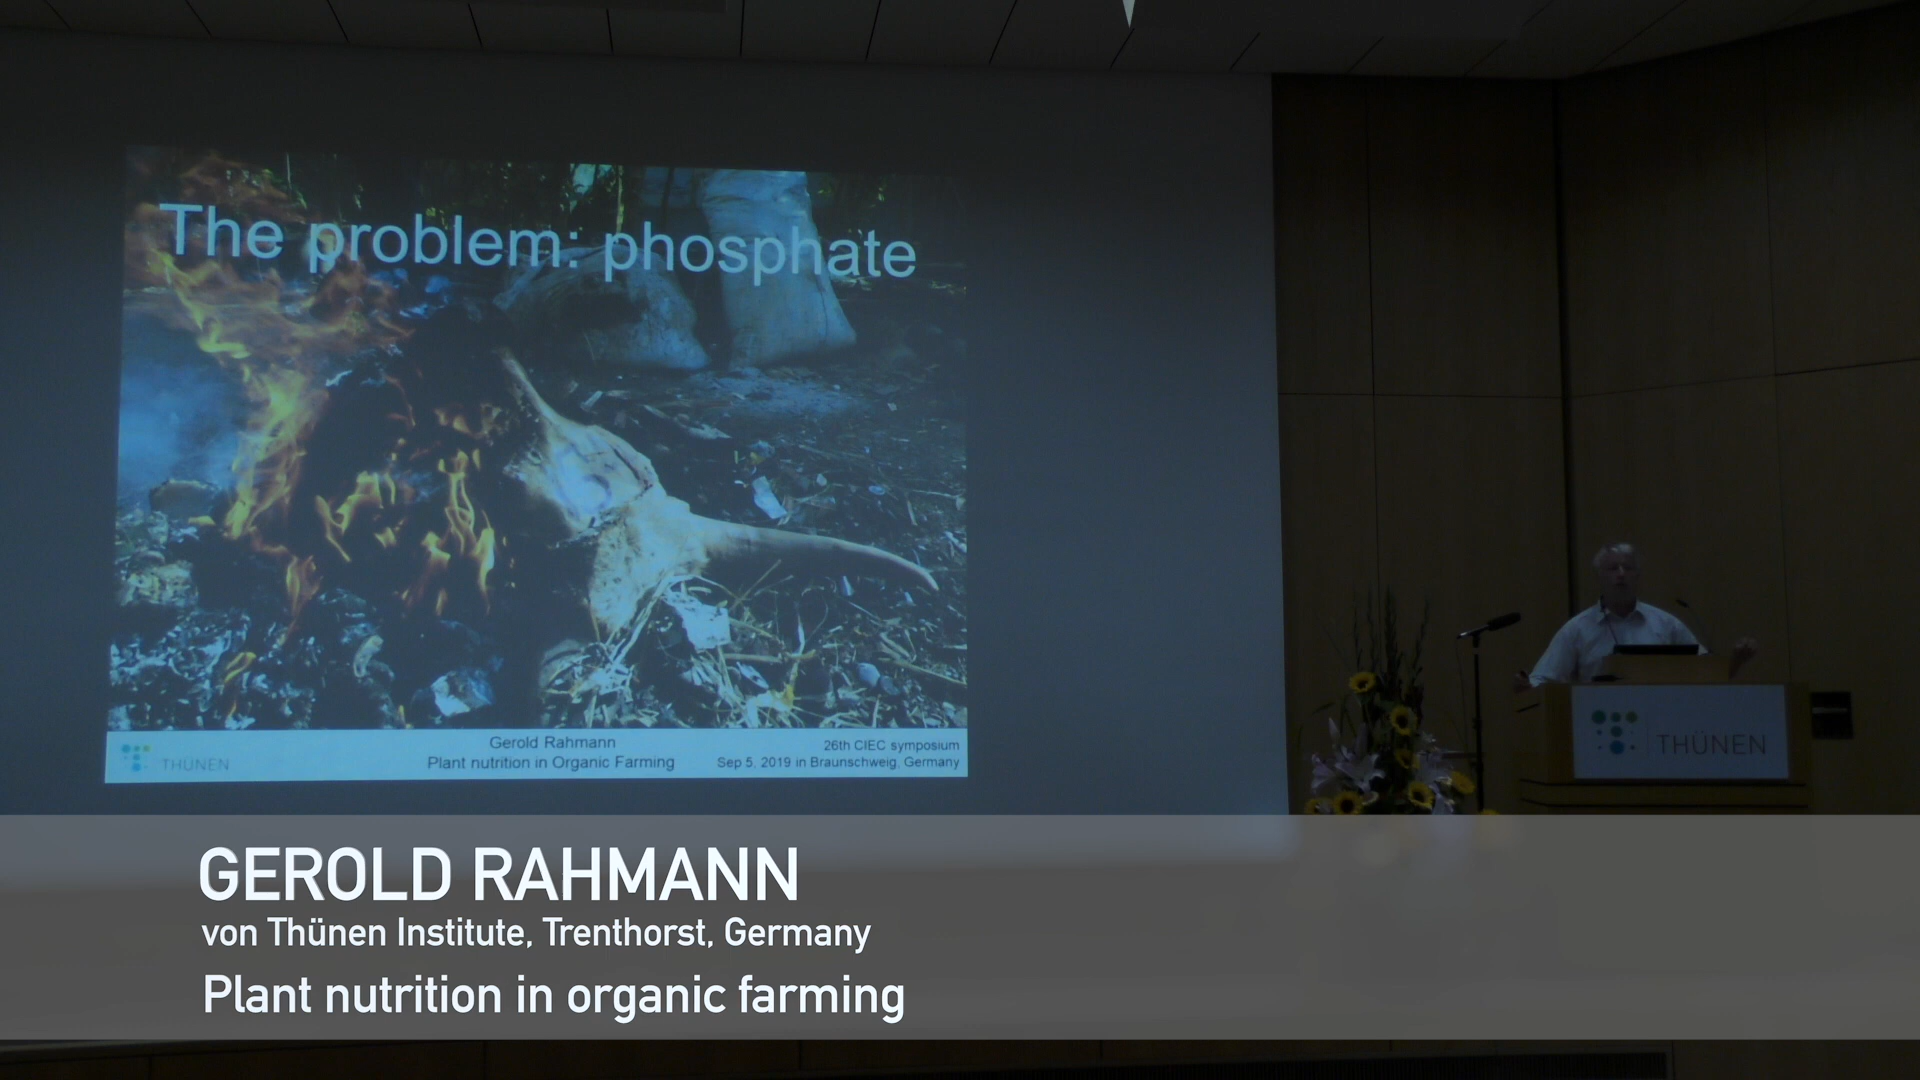 The problem: phosphate
THÜNEN
Gerold Rahmann
Plant nutrition in Organic Farming
26th CIEC symposium
Sep 5, 2019 in Braunschweig, Germany
THÜNEN
GEROLD RAHMANN
von Thünen Institute, Trenthorst, Germany
Plant nutrition in organic farming